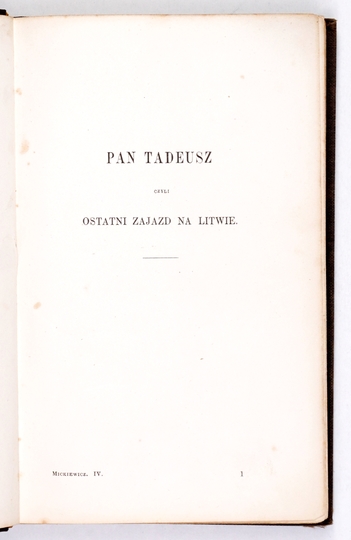 PAN TADEUSZ
CZYLI
OSTATNI ZAJAZD NA LITWIE.
MICKIEWICZ. IV.
1